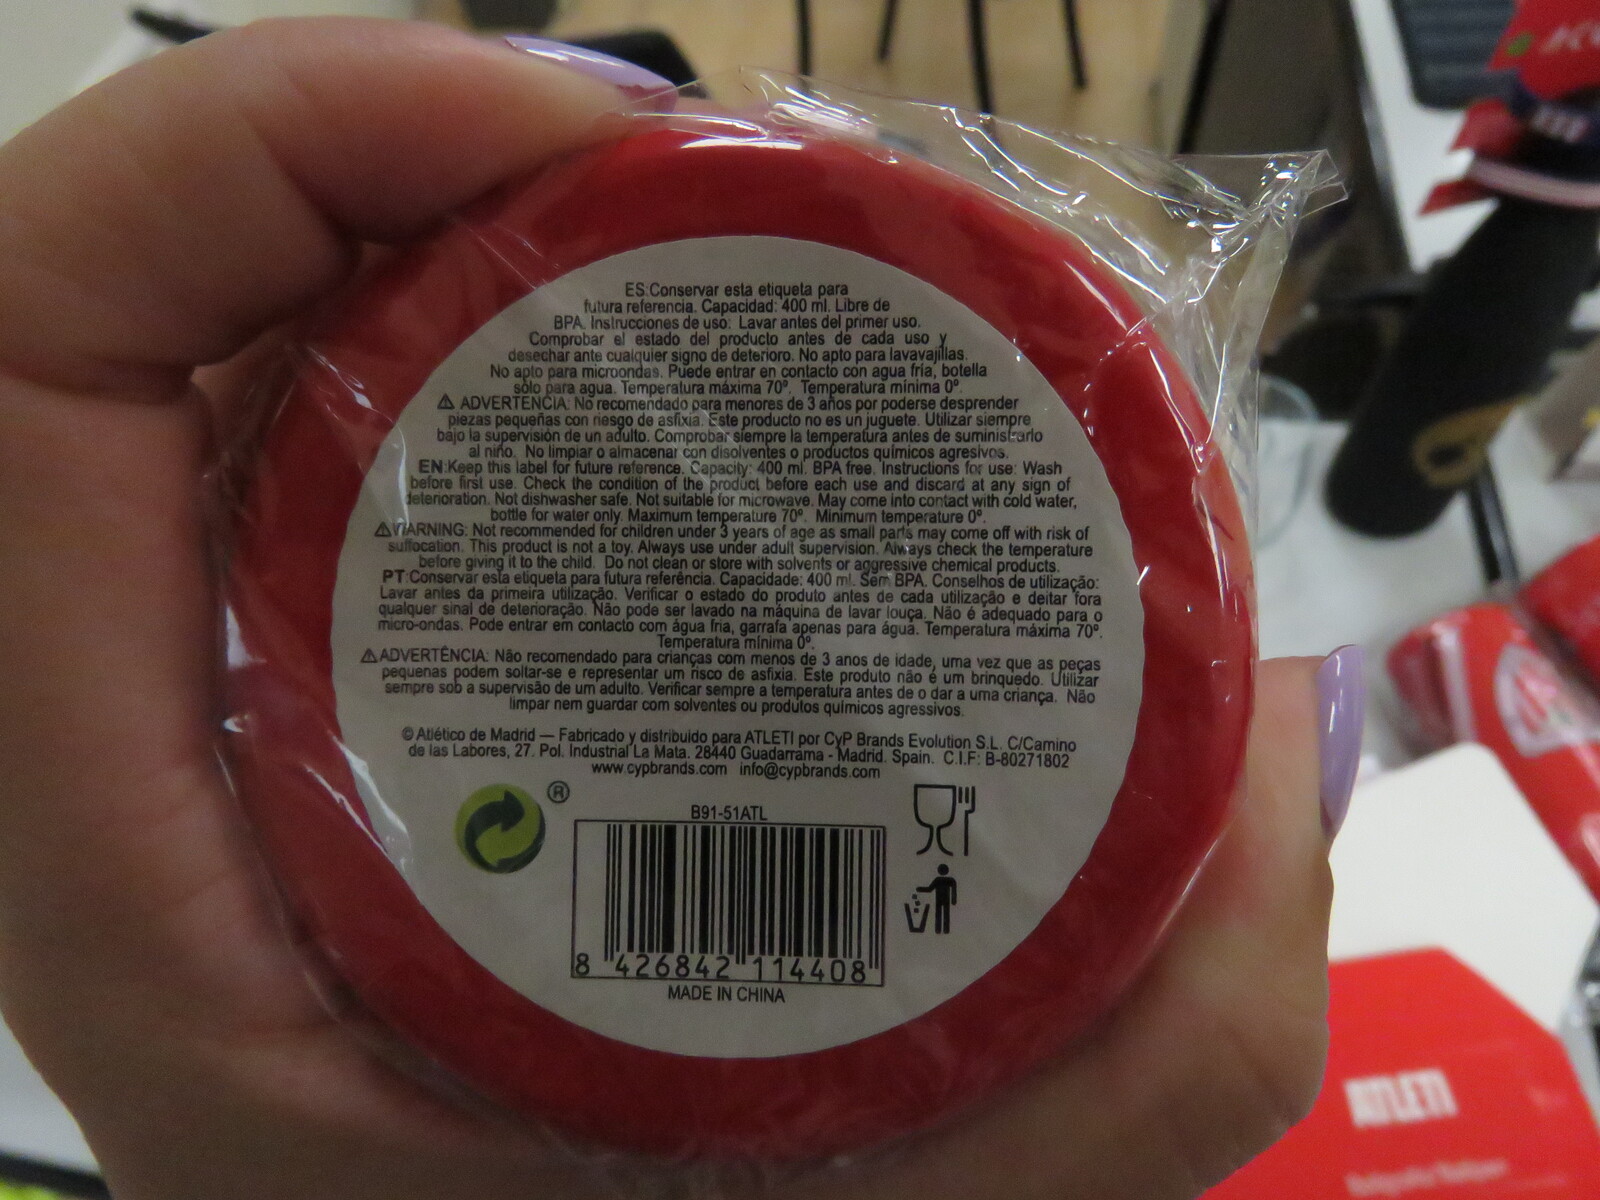 ES:Conservar esta etiqueta para
futura referencia. Capacidad: 400 ml. Libre de
BPA. Instrucciones de uso: Lavar antes del primer uso.
Comprobar el estado del producto antes de cada uso y
desechar ante cualquier signo de deterioro. No apto para lavavajillas.
No apto para microondas. Puede entrar en contacto con agua fría, botella
sólo para agua. Temperatura máxima 70º. Temperatura mínima 0º.
⚠ ADVERTENCIA: No recomendado para menores de 3 años por poderse desprender
piezas pequeñas con riesgo de asfixia. Este producto no es un juguete. Utilizar siempre
bajo la supervisión de un adulto. Comprobar siempre la temperatura antes de suministrarlo
al niño. No limpiar o almacenar con disolventes o productos químicos agresivos.
EN:Keep this label for future reference. Capacity: 400 ml. BPA free. Instructions for use: Wash
before first use. Check the condition of the product before each use and discard at any sign of
deterioration. Not dishwasher safe. Not suitable for microwave. May come into contact with cold water,
bottle for water only. Maximum temperature 70º. Minimum temperature 0º.
⚠WARNING: Not recommended for children under 3 years of age as small parts may come off with risk of
suffocation. This product is not a toy. Always use under adult supervision. Always check the temperature
before giving it to the child. Do not clean or store with solvents or aggressive chemical products.
PT:Conservar esta etiqueta para futura referência. Capacidade: 400 ml. Sem BPA. Conselhos de utilização:
Lavar antes da primeira utilização. Verificar o estado do produto antes de cada utilização e deitar fora
qualquer sinal de deterioração. Não pode ser lavado na máquina de lavar louça. Não é adequado para o
micro-ondas. Pode entrar em contacto com água fria, garrafa apenas para água. Temperatura máxima 70º.
Temperatura mínima 0º.
⚠ADVERTÊNCIA: Não recomendado para crianças com menos de 3 anos de idade, uma vez que as peças
pequenas podem soltar-se e representar um risco de asfixia. Este produto não é um brinquedo. Utilizar
sempre sob a supervisão de um adulto. Verificar sempre a temperatura antes de o dar a uma criança. Não
limpar nem guardar com solventes ou produtos químicos agressivos.
© Atlético de Madrid — Fabricado y distribuido para ATLETI por CyP Brands Evolution S.L. C/Camino
de las Labores, 27. Pol. Industrial La Mata. 28440 Guadarrama - Madrid. Spain. C.I.F: B-80271802
www.cypbrands.com info@cypbrands.com
®
B91-51ATL
8 426842 114408
MADE IN CHINA
ATLETI